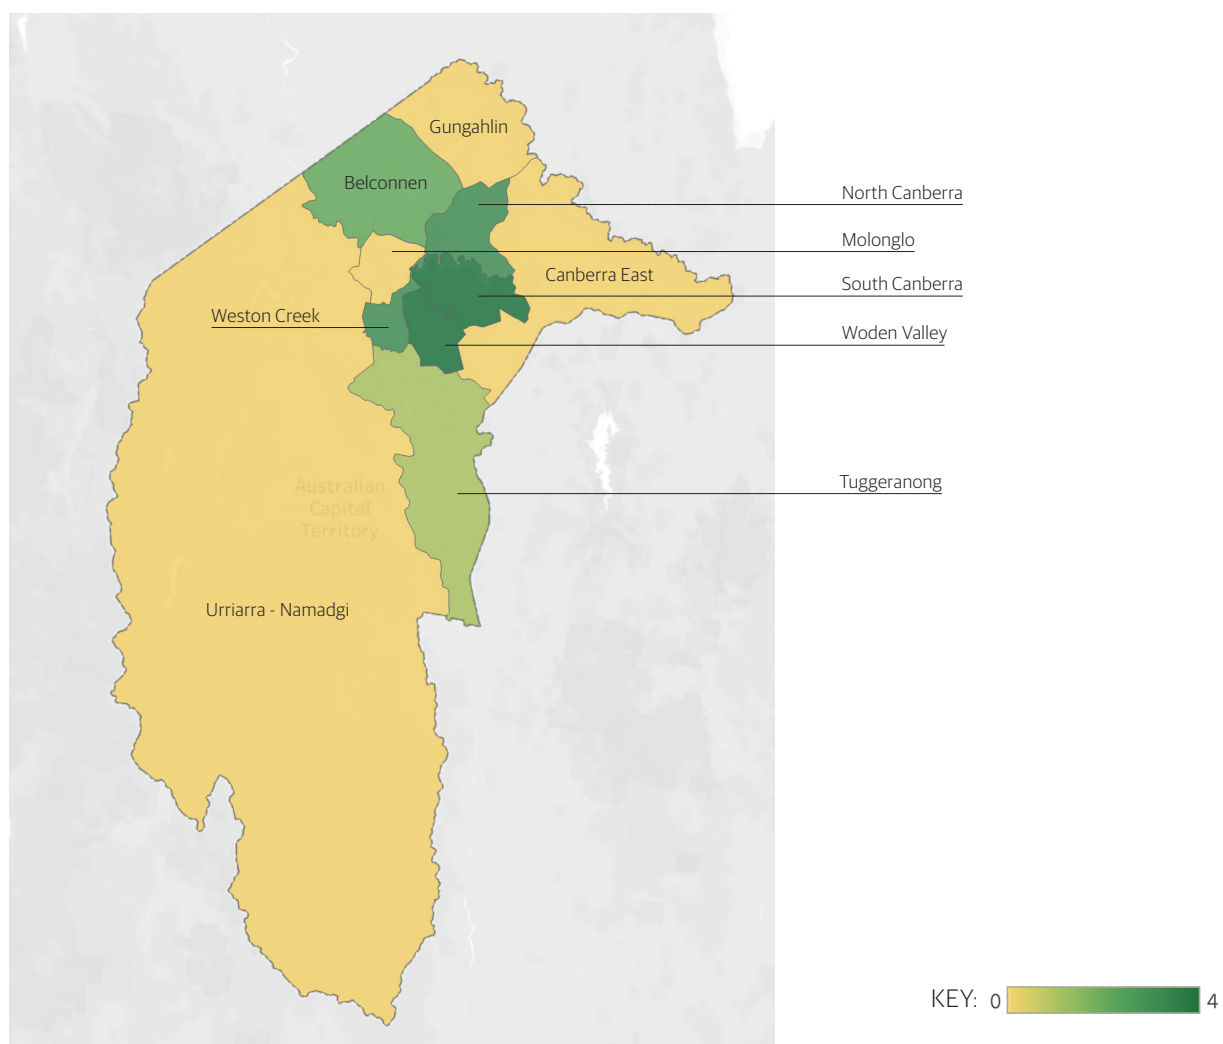 Gungahlin
Belconnen
North Canberra
Molonglo
Canberra East
South Canberra
Weston Creek
Woden Valley
Tuggeranong
Australian
Capital
Territory
Urriarra - Namadgi
KEY: 0 4